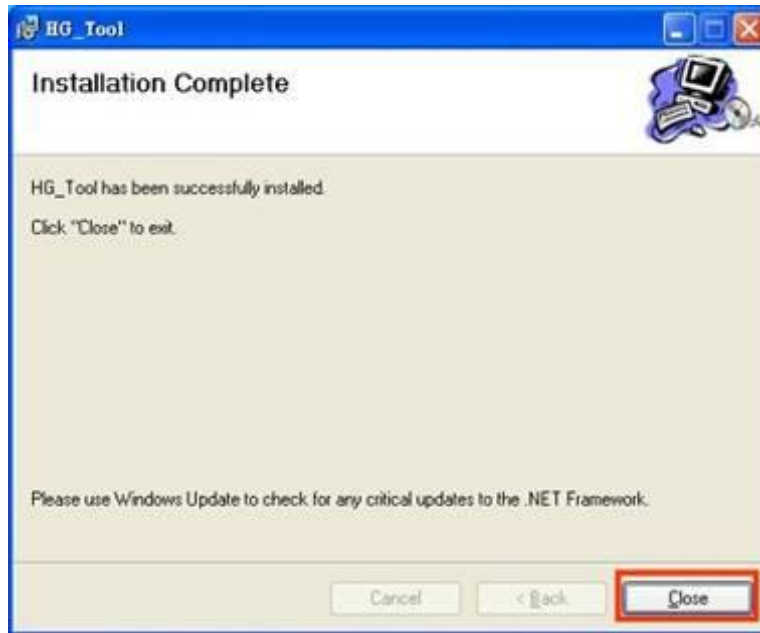 HG_Tool
Installation Complete
HG_Tool has been successfully installed.
Click "Close" to exit.
Please use Windows Update to check for any critical updates to the .NET Framework.
Cancel
< Back
Close